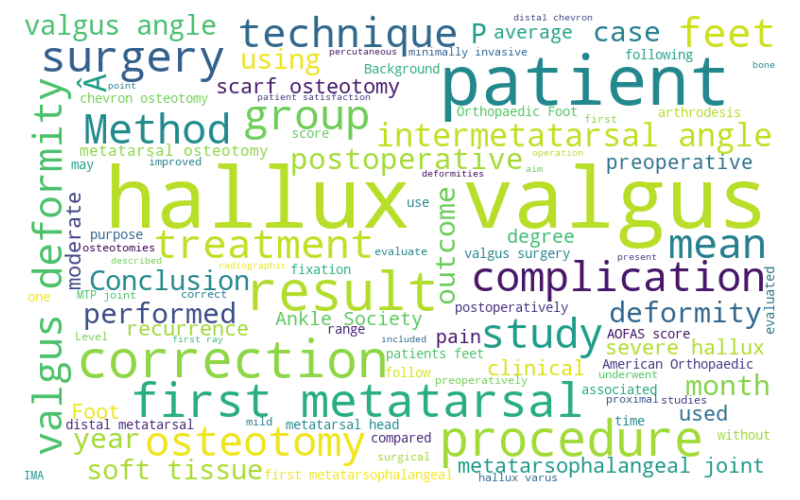 distal chevron
valgus angle
technique
P
average
case
feet
surgery
percutaneous
minimally invasive
following
using
Background
bone
Â
point
scarf osteotomy
patient
chevron osteotomy
patient satisfaction
group
Orthopaedic Foot
arthrodesis
Method
score
first
intermetatarsal angle
metatarsal osteotomy
postoperative
operation
may
improved
preoperative
deformities
aim
valgus deformity
hallux
valgus
moderate
use
outcome
purpose
treatment
degree
mean
osteotomies
evaluate
valgus surgery
described
radiographic
fixation
present
Conclusion
result
complication
evaluated
one
MTP joint
correct
performed
range
postoperatively
deformity
Ankle Society
recurrence
pain
study
AOFAS score
Level
first ray
included
severe hallux
correction
patients feet
clinical
American Orthopaedic
follow
underwent
preoperatively
month
first metatarsal
associated
proximal
studies
Foot
used
distal metatarsal
mild
metatarsal head
time
year
osteotomy
compared
procedure
without
surgical
soft tissue
metatarsophalangeal joint
IMA
first metatarsophalangeal
hallux varus